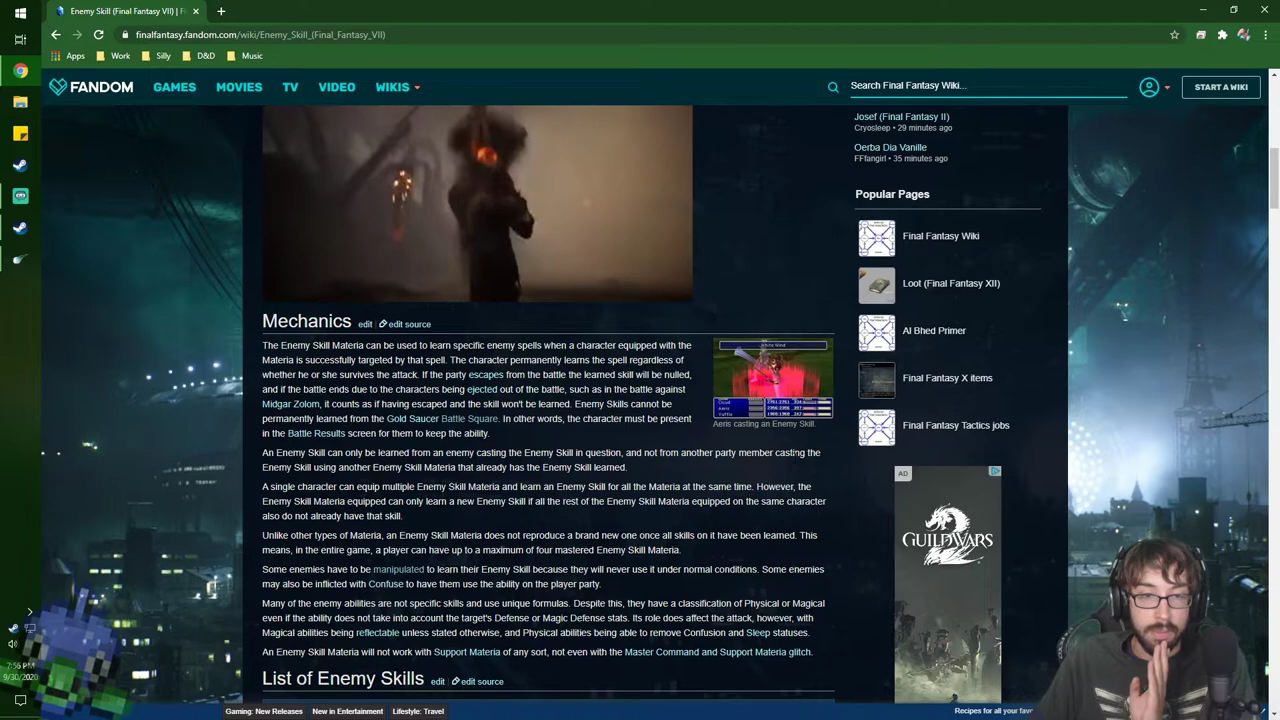 Enemy Skill (Final Fantasy VII) |
finalfantasy.fandom.com/wiki/Enemy_Skill_(Final_Fantasy_VII)
Apps Work Silly D&D Music
FANDOM GAMES MOVIES TV VIDEO WIKIS Search Final Fantasy Wiki... START A WIKI
Josef (Final Fantasy II)
Cryosleep • 29 minutes ago
Oerba Dia Vanille
FFfangirl • 35 minutes ago
Popular Pages
Final Fantasy Wiki
Loot (Final Fantasy XII)
Al Bhed Primer
Final Fantasy X items
Final Fantasy Tactics jobs
AD
GUILDWARS
Mechanics edit | edit source
The Enemy Skill Materia can be used to learn specific enemy spells when a character equipped with the
Materia is successfully targeted by that spell. The character permanently learns the spell regardless of
whether he or she survives the attack. If the party escapes from the battle the learned skill will be nulled,
and if the battle ends due to the characters being ejected out of the battle, such as in the battle against
Midgar Zolom, it counts as if having escaped and the skill won't be learned. Enemy Skills cannot be
permanently learned from the Gold Saucer Battle Square. In other words, the character must be present
in the Battle Results screen for them to keep the ability.
Aeris casting an Enemy Skill.
An Enemy Skill can only be learned from an enemy casting the Enemy Skill in question, and not from another party member casting the
Enemy Skill using another Enemy Skill Materia that already has the Enemy Skill learned.
A single character can equip multiple Enemy Skill Materia and learn an Enemy Skill for all the Materia at the same time. However, the
Enemy Skill Materia equipped can only learn a new Enemy Skill if all the rest of the Enemy Skill Materia equipped on the same character
also do not already have that skill.
Unlike other types of Materia, an Enemy Skill Materia does not reproduce a brand new one once all skills on it have been learned. This
means, in the entire game, a player can have up to a maximum of four mastered Enemy Skill Materia.
Some enemies have to be manipulated to learn their Enemy Skill because they will never use it under normal conditions. Some enemies
may also be inflicted with Confuse to have them use the ability on the player party.
Many of the enemy abilities are not specific skills and use unique formulas. Despite this, they have a classification of Physical or Magical
even if the ability does not take into account the target's Defense or Magic Defense stats. Its role does affect the attack, however, with
Magical abilities being reflectable unless stated otherwise, and Physical abilities being able to remove Confusion and Sleep statuses.
An Enemy Skill Materia will not work with Support Materia of any sort, not even with the Master Command and Support Materia glitch.
List of Enemy Skills edit | edit source
Gaming: New Releases New in Entertainment Lifestyle: Travel Recipes for all your
7:56 PM
9/30/2020